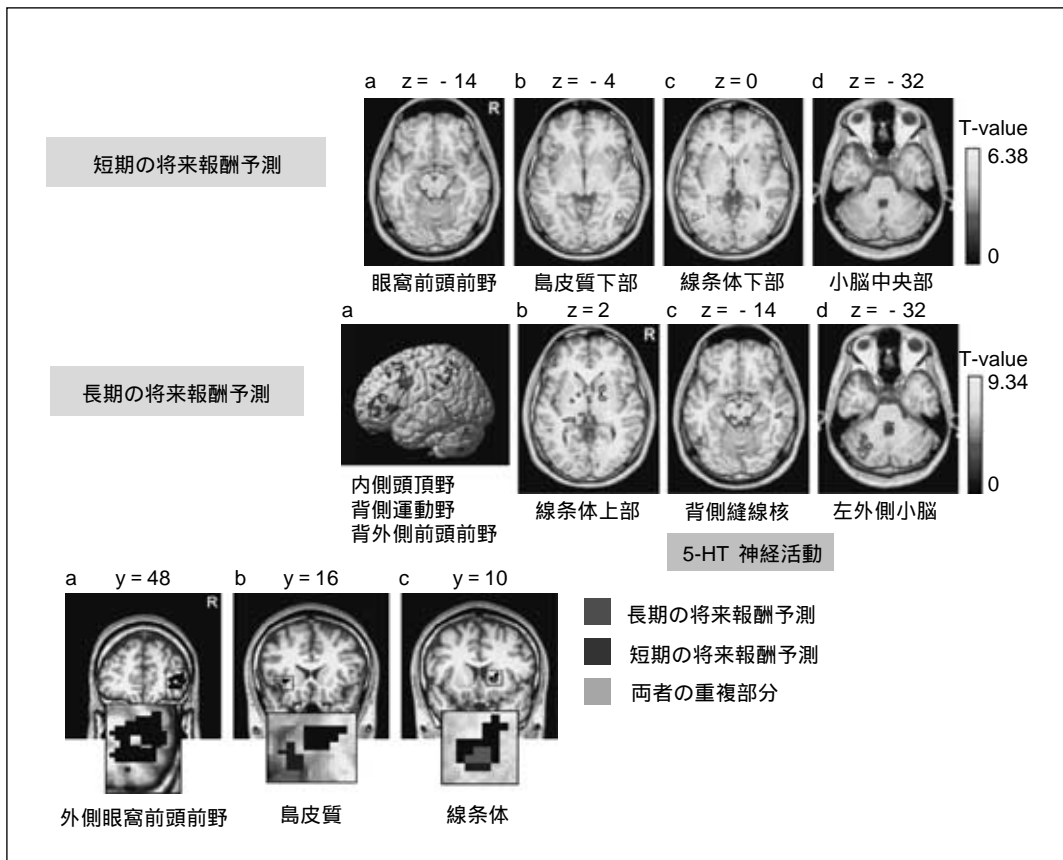 a z = - 14 b z = - 4 c z = 0 d z = - 32
R
T-value
6.38
0
短期の将来報酬予測
眼窩前頭前野 島皮質下部 線条体下部 小脳中央部
a b z = 2 c z = - 14 d z = - 32
R
T-value
9.34
0
長期の将来報酬予測
内側頭頂野
背側運動野
背外側前頭前野
線条体上部 背側縫線核 左外側小脳
5-HT 神経活動
a y = 48 b y = 16 c y = 10
R
長期の将来報酬予測
短期の将来報酬予測
両者の重複部分
外側眼窩前頭前野 島皮質 線条体